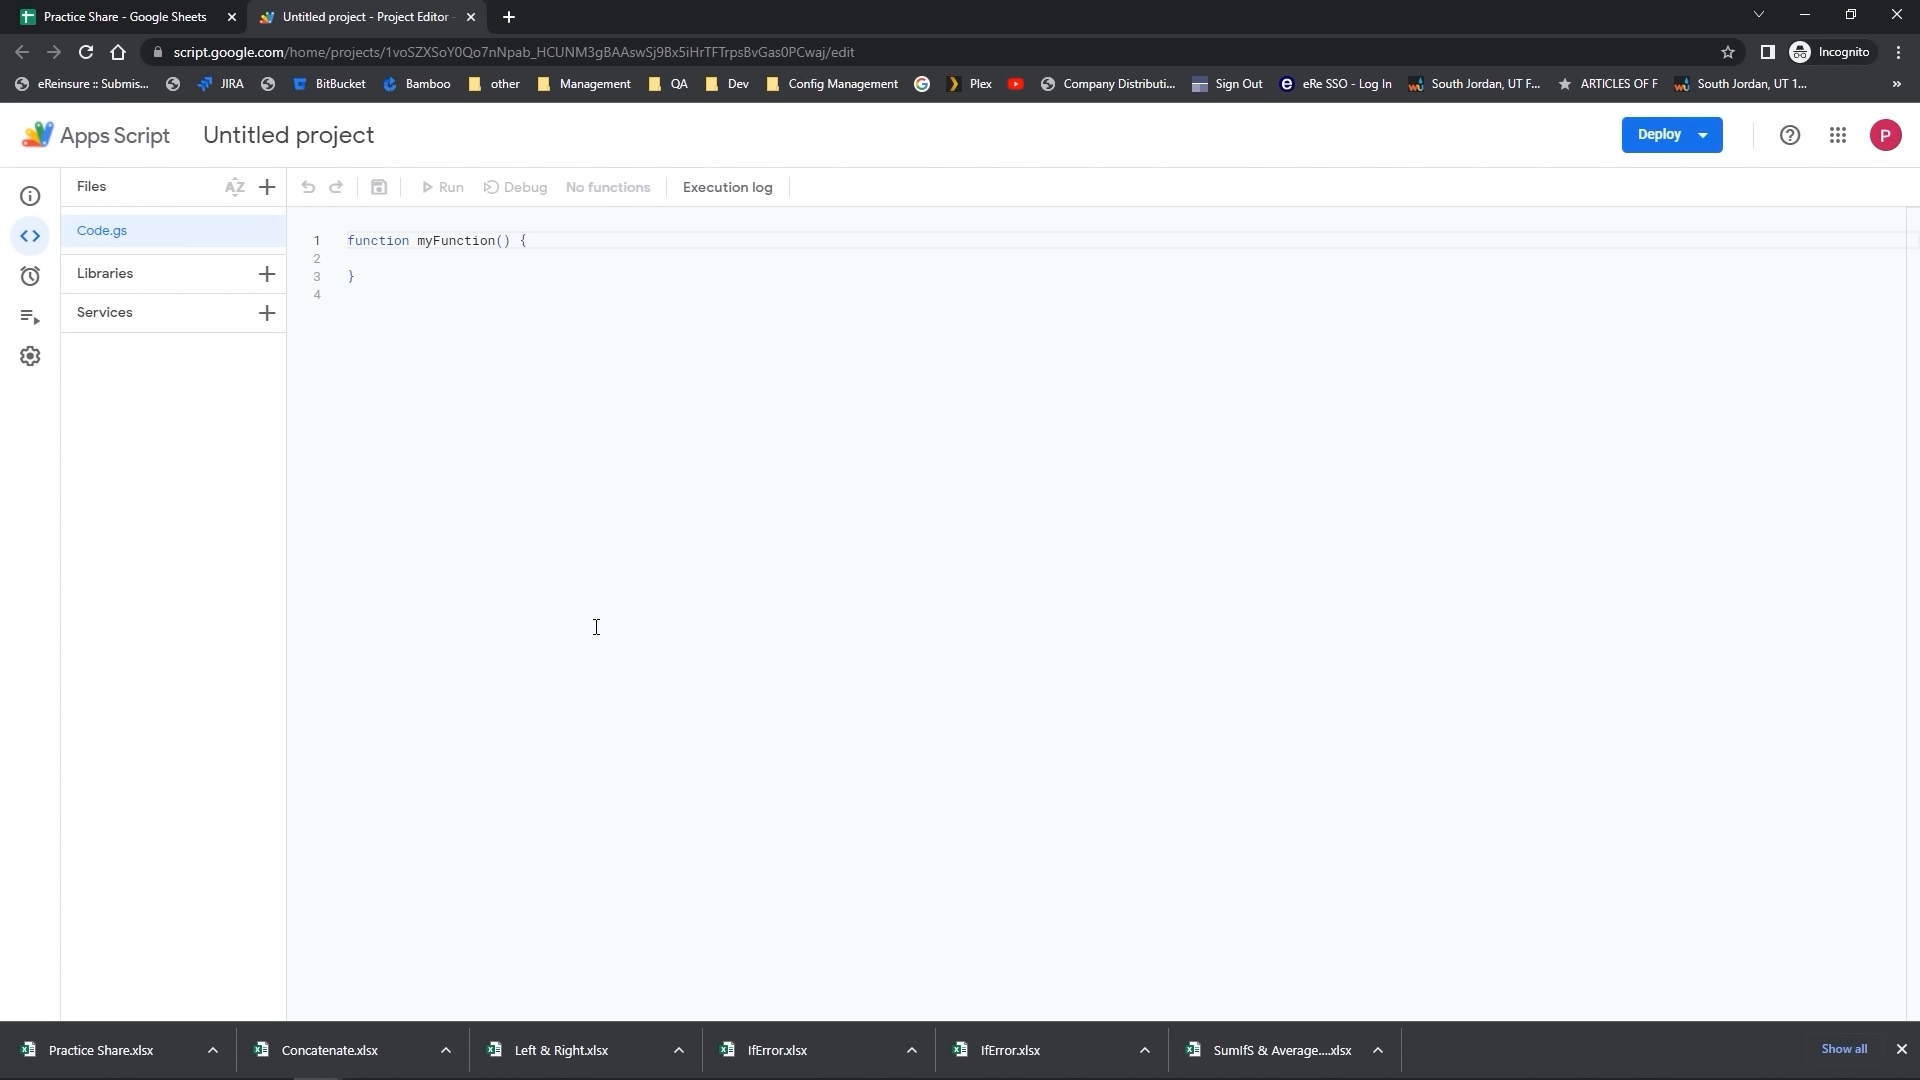 Practice Share - Google Sheets
Untitled project - Project Editor -
Incognito
script.google.com/home/projects/1voSZXSoY0Qo7nNpab_HCUNM3gBAAswSj9Bx5iHrTFTrpsBvGas0PCwaj/edit
eReinsure :: Submis... JIRA BitBucket Bamboo other Management QA Dev Config Management Plex Company Distributi... Sign Out eRe SSO - Log In South Jordan, UT F... ARTICLES OF F South Jordan, UT 1... »
Apps Script Untitled project Deploy P
Files AZ Run Debug No functions Execution log
Code.gs
Libraries
Services
1 function myFunction() {
2
3 }
4
Practice Share.xlsx Concatenate.xlsx Left & Right.xlsx IfError.xlsx IfError.xlsx SumIfS & Average....xlsx Show all